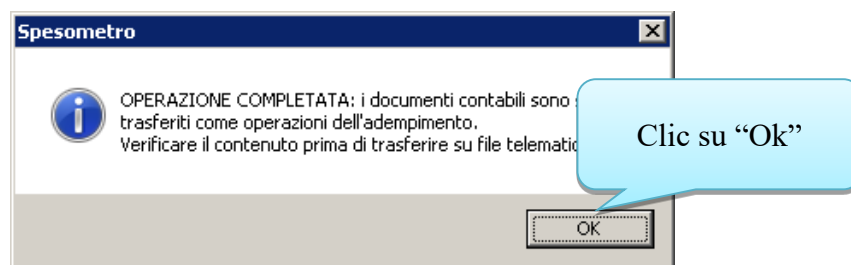 Spesometro
OPERAZIONE COMPLETATA: i documenti contabili sono
trasferiti come operazioni dell'adempimento.
Verificare il contenuto prima di trasferire su file
Clic su “Ok”
OK